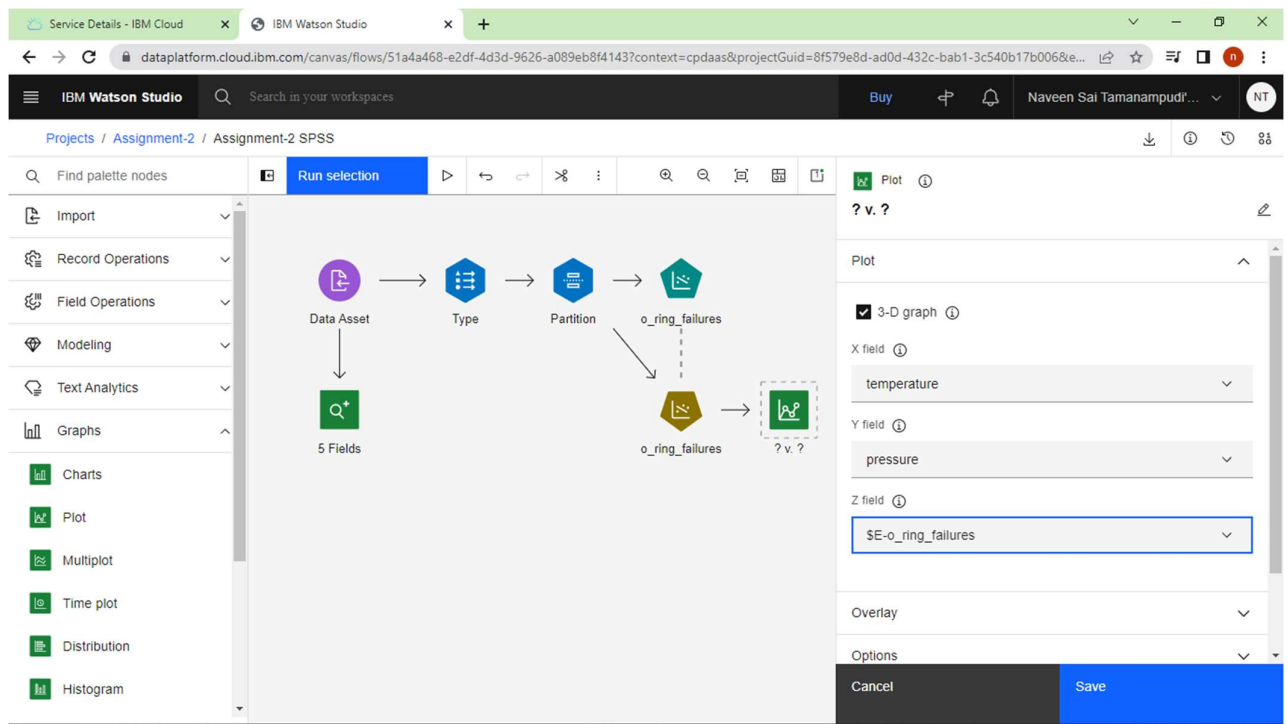 Service Details - IBM Cloud
IBM Watson Studio
dataplatform.cloud.ibm.com/canvas/flows/51a4a468-e2df-4d3d-9626-a089eb8f4143?context=cpdaas&projectGuid=8f579e8d-ad0d-432c-bab1-3c540b17b006&e...
n
IBM Watson Studio
Search in your workspaces
Buy
Naveen Sai Tamanampudi'...
NT
Projects / Assignment-2 / Assignment-2 SPSS
Find palette nodes
Run selection
Import
Record Operations
Field Operations
Modeling
Text Analytics
Graphs
Charts
Plot
Multiplot
Time plot
Distribution
Histogram
Data Asset
Type
Partition
o_ring_failures
5 Fields
o_ring_failures
? v. ?
Plot
? v. ?
Plot
3-D graph
X field
temperature
Y field
pressure
Z field
$E-o_ring_failures
Overlay
Options
Cancel
Save